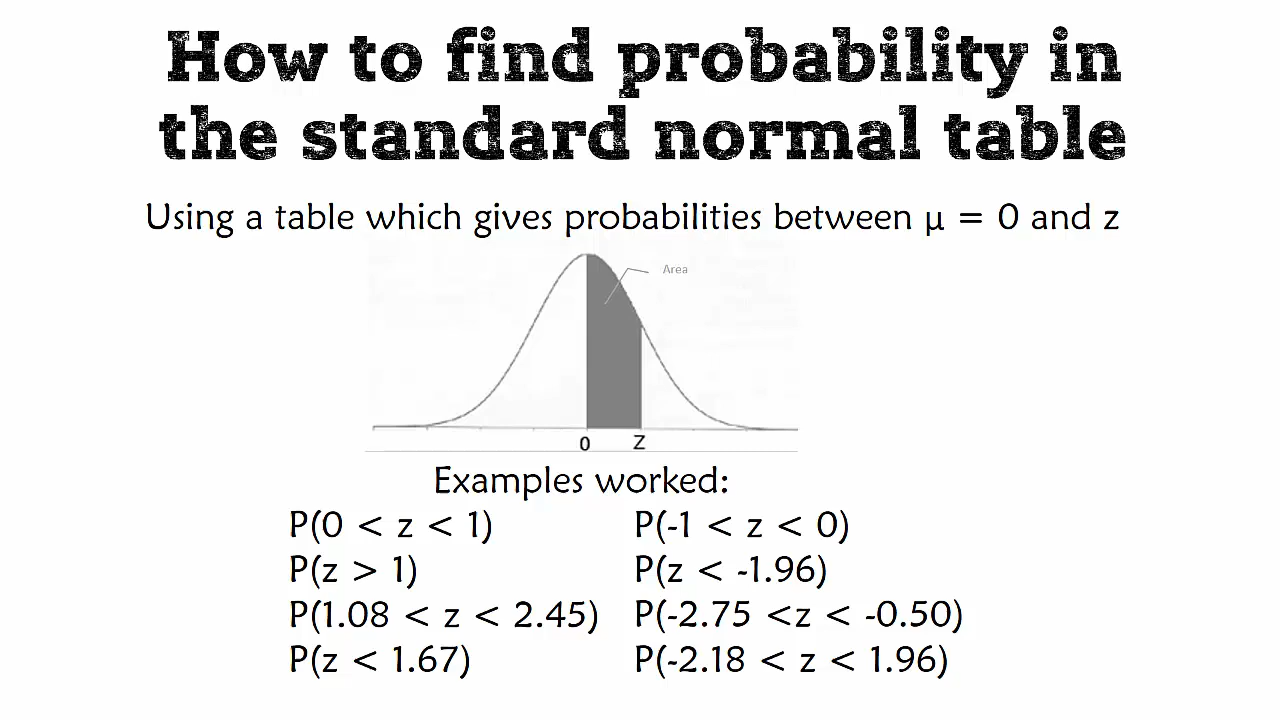 How to find probability in
the standard normal table
Using a table which gives probabilities between μ = 0 and z
Area
0 Z
Examples worked:
P(0 < z < 1) P(-1 < z < 0)
P(z > 1) P(z < -1.96)
P(1.08 < z < 2.45) P(-2.75 <z < -0.50)
P(z < 1.67) P(-2.18 < z < 1.96)